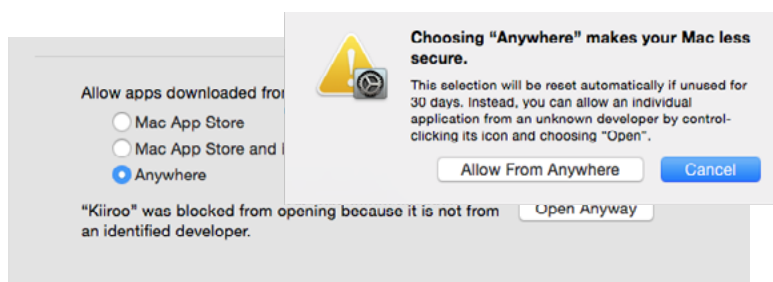 Choosing “Anywhere” makes your Mac less
secure.
This selection will be reset automatically if unused for
30 days. Instead, you can allow an individual
application from an unknown developer by control-
clicking its icon and choosing “Open”.
Allow From Anywhere
Cancel
Allow apps downloaded from
Mac App Store
Mac App Store and
Anywhere
“Kiiroo” was blocked from opening because it is not from
an identified developer.
Open Anyway